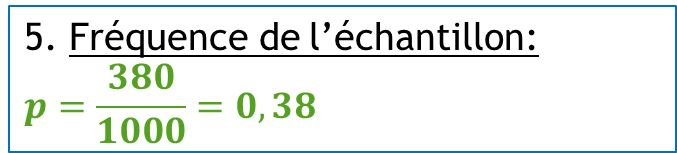 5. Fréquence de l’échantillon:
p = 380/1000 = 0,38